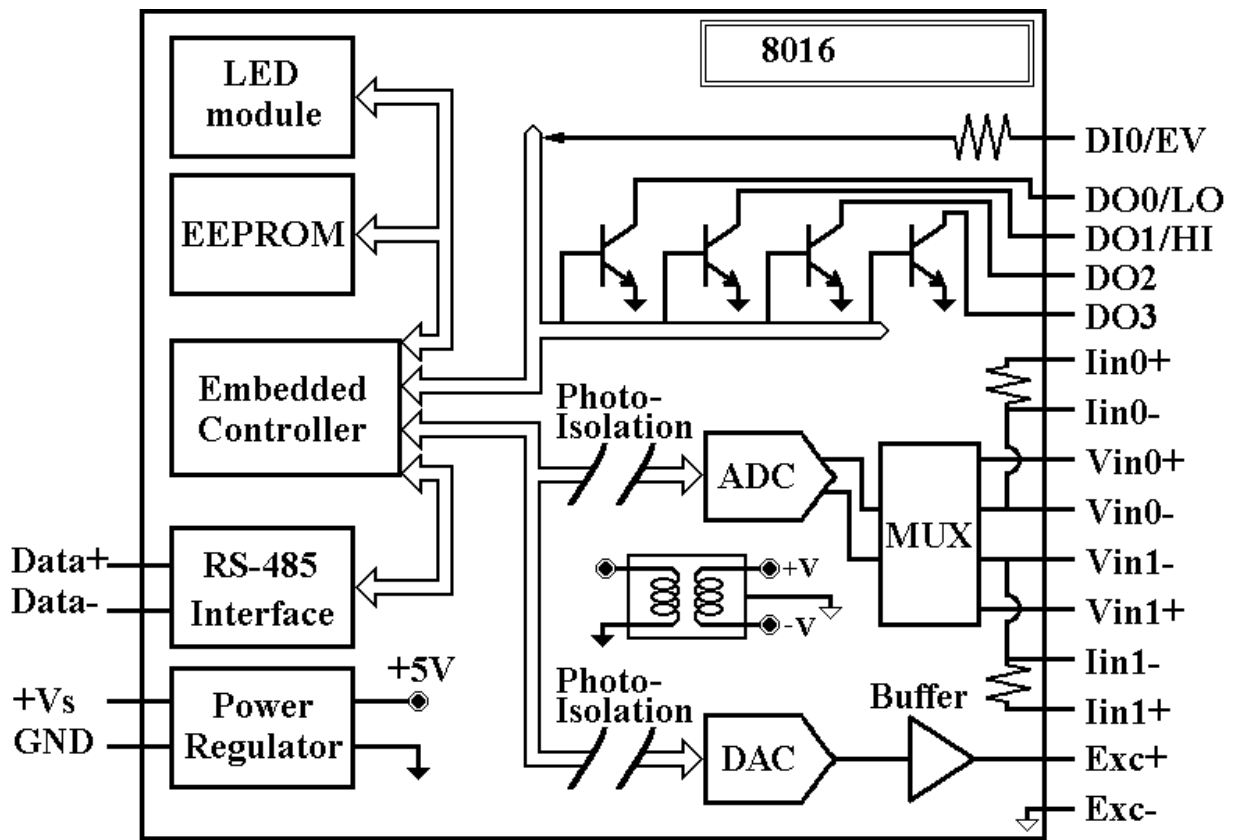 8016
LED
module
EEPROM
Embedded
Controller
RS-485
Interface
Power
Regulator
Data+
Data-
+Vs
GND
+5V
Photo-
Isolation
ADC
MUX
+V
-V
Photo-
Isolation
DAC
Buffer
DI0/EV
DO0/LO
DO1/HI
DO2
DO3
Iin0+
Iin0-
Vin0+
Vin0-
Vin1-
Vin1+
Iin1-
Iin1+
Exc+
Exc-